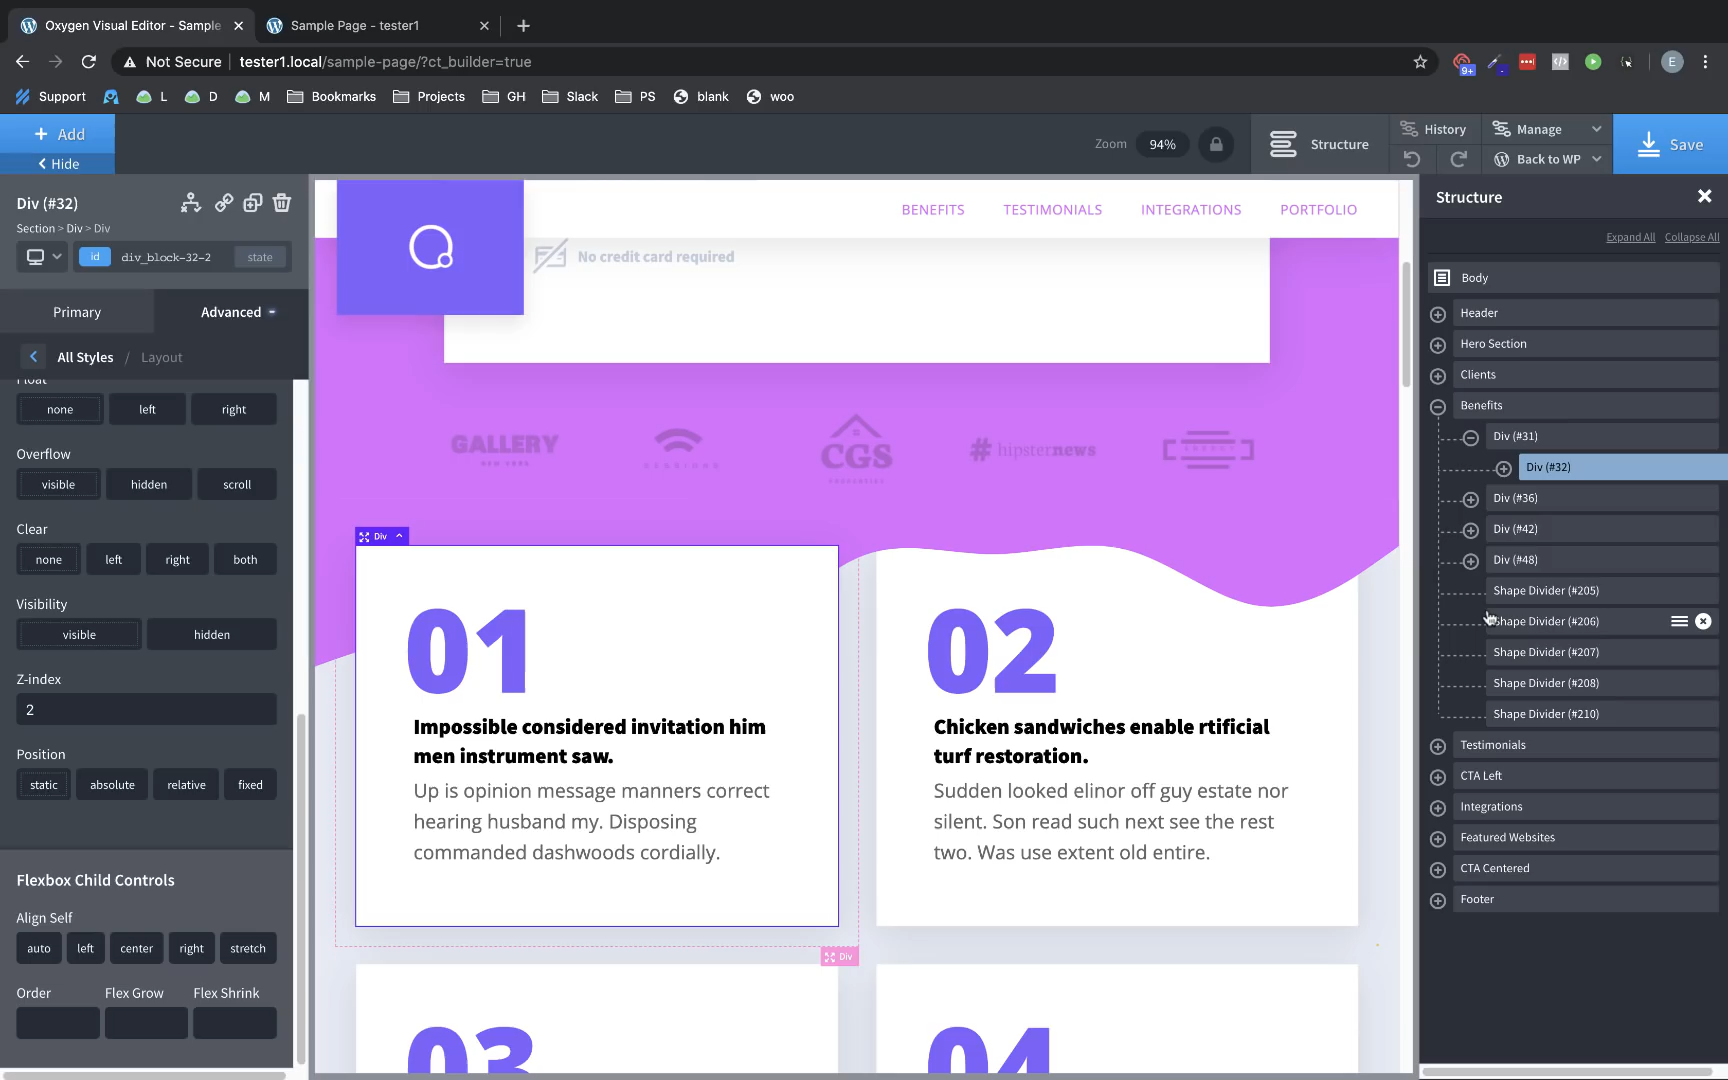 Oxygen Visual Editor - Sample
Sample Page - tester1
Not Secure
tester1.local/sample-page/?ct_builder=true
9+
E
Support
L
D
M
Bookmarks
Projects
GH
Slack
PS
blank
woo
+ Add
Hide
Zoom
94%
Structure
History
Manage
Back to WP
Save
Div (#32)
Section > Div > Div
id
div_block-32-2
state
Primary
Advanced
All Styles / Layout
Float
none
left
right
Overflow
visible
hidden
scroll
Clear
none
left
right
both
Visibility
visible
hidden
Z-index
2
Position
static
absolute
relative
fixed
Flexbox Child Controls
Align Self
auto
left
center
right
stretch
Order
Flex Grow
Flex Shrink
BENEFITS
TESTIMONIALS
INTEGRATIONS
PORTFOLIO
No credit card required
GALLERY
NEW YORK
CGS
#hipsternews
Div
01
Impossible considered invitation him
men instrument saw.
Up is opinion message manners correct
hearing husband my. Disposing
commanded dashwoods cordially.
02
Chicken sandwiches enable rtificial
turf restoration.
Sudden looked elinor off guy estate nor
silent. Son read such next see the rest
two. Was use extent old entire.
Div
03
04
Structure
Expand All
Collapse All
Body
Header
Hero Section
Clients
Benefits
Div (#31)
Div (#32)
Div (#36)
Div (#42)
Div (#48)
Shape Divider (#205)
Shape Divider (#206)
Shape Divider (#207)
Shape Divider (#208)
Shape Divider (#210)
Testimonials
CTA Left
Integrations
Featured Websites
CTA Centered
Footer